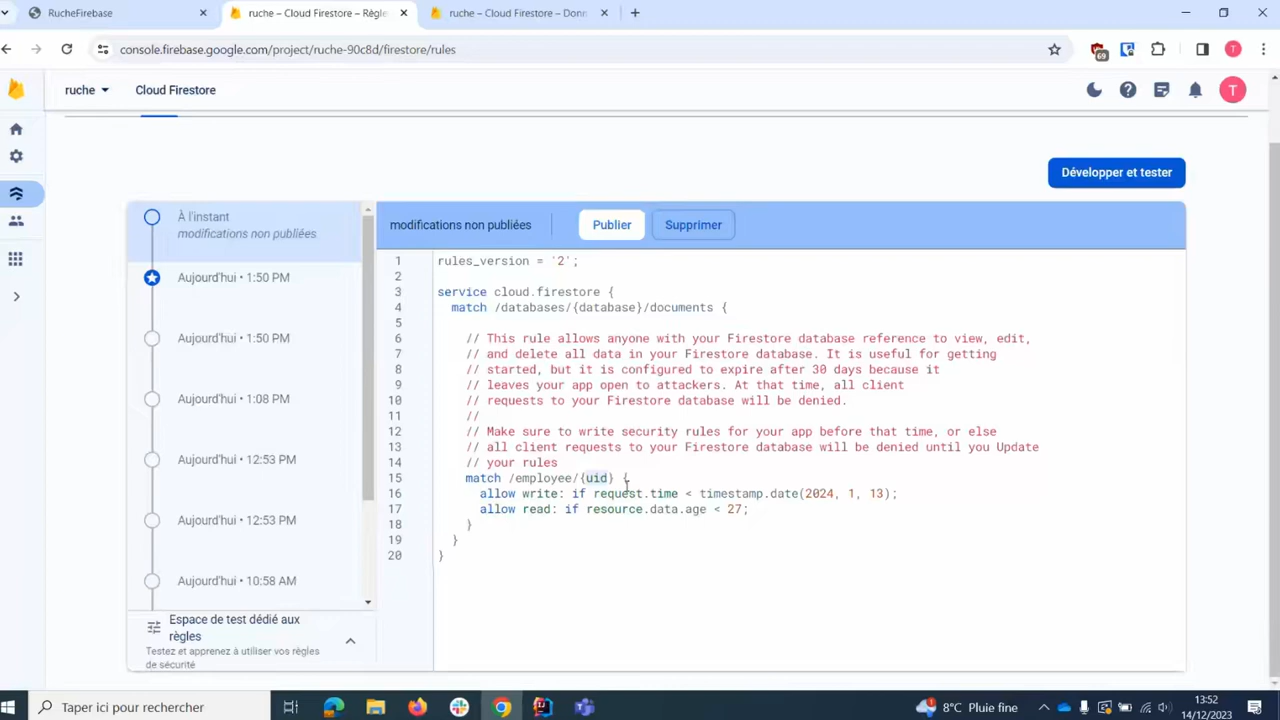 RucheFirebase
ruche – Cloud Firestore – Règle
ruche – Cloud Firestore – Donn
console.firebase.google.com/project/ruche-90c8d/firestore/rules
69
T
ruche
Cloud Firestore
T
Développer et tester
À l'instant
modifications non publiées
Aujourd'hui • 1:50 PM
Aujourd'hui • 1:50 PM
Aujourd'hui • 1:08 PM
Aujourd'hui • 12:53 PM
Aujourd'hui • 12:53 PM
Aujourd'hui • 10:58 AM
Espace de test dédié aux
règles
Testez et apprenez à utiliser vos règles
de sécurité
modifications non publiées
Publier
Supprimer
1 rules_version = '2';
2
3 service cloud.firestore {
4 match /databases/{database}/documents {
5
6 // This rule allows anyone with your Firestore database reference to view, edit,
7 // and delete all data in your Firestore database. It is useful for getting
8 // started, but it is configured to expire after 30 days because it
9 // leaves your app open to attackers. At that time, all client
10 // requests to your Firestore database will be denied.
11 //
12 // Make sure to write security rules for your app before that time, or else
13 // all client requests to your Firestore database will be denied until you Update
14 // your rules
15 match /employee/{uid} {
16 allow write: if request.time < timestamp.date(2024, 1, 13);
17 allow read: if resource.data.age < 27;
18 }
19 }
20 }
Taper ici pour rechercher
8°C Pluie fine
13:52
14/12/2023